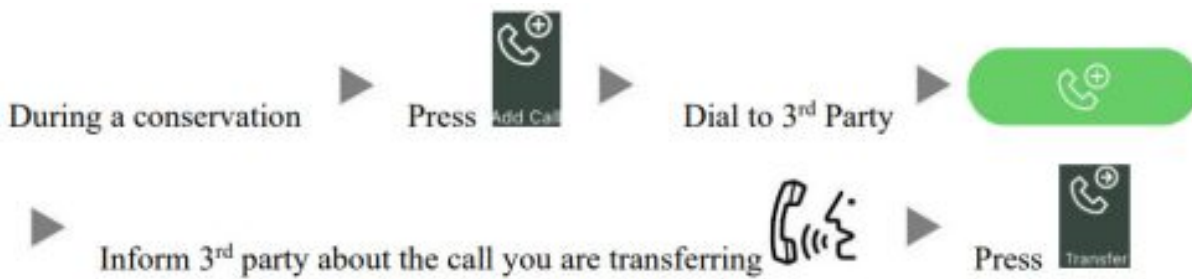 During a conservation Press Add Call Dial to 3rd Party
Inform 3rd party about the call you are transferring Press Transfer